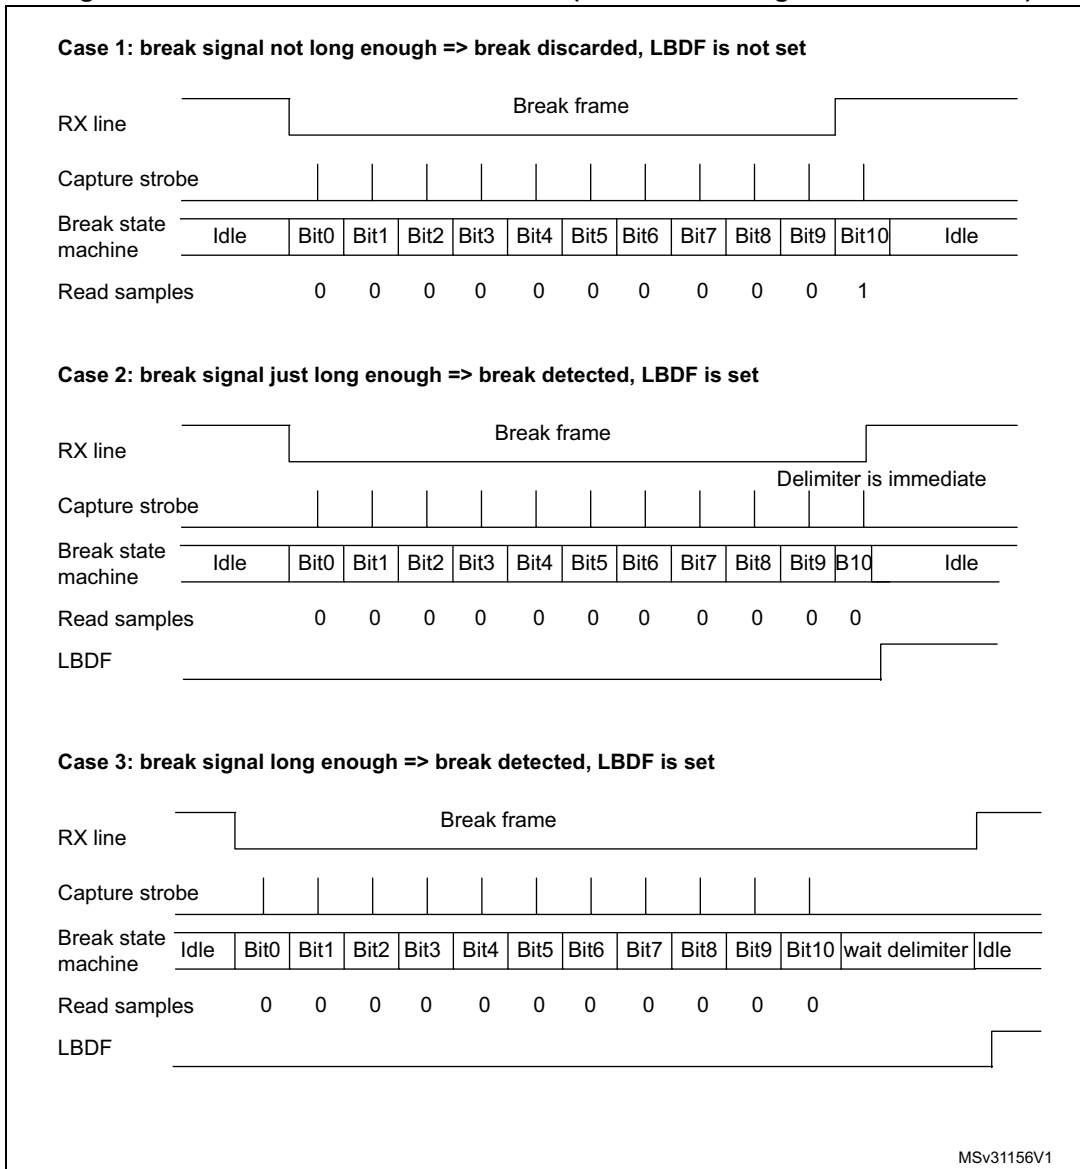 Case 1: break signal not long enough => break discarded, LBDF is not set
Break frame
RX line
Capture strobe
Break state machine Idle Bit0 Bit1 Bit2 Bit3 Bit4 Bit5 Bit6 Bit7 Bit8 Bit9 Bit10 Idle
Read samples 0 0 0 0 0 0 0 0 0 0 1
Case 2: break signal just long enough => break detected, LBDF is set
Break frame
RX line
Delimiter is immediate
Capture strobe
Break state machine Idle Bit0 Bit1 Bit2 Bit3 Bit4 Bit5 Bit6 Bit7 Bit8 Bit9 B10 Idle
Read samples 0 0 0 0 0 0 0 0 0 0 0
LBDF
Case 3: break signal long enough => break detected, LBDF is set
Break frame
RX line
Capture strobe
Break state machine Idle Bit0 Bit1 Bit2 Bit3 Bit4 Bit5 Bit6 Bit7 Bit8 Bit9 Bit10 wait delimiter Idle
Read samples 0 0 0 0 0 0 0 0 0 0 0
LBDF
MSv31156V1